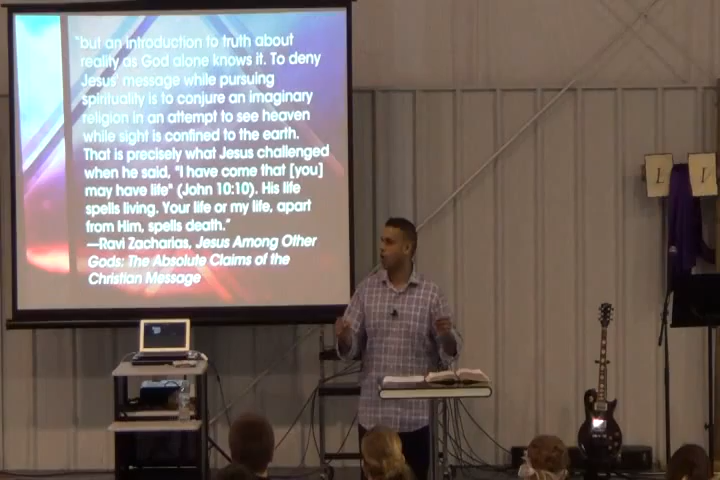 "but an introduction to truth about
reality as God alone knows it. To deny
Jesus' message while pursuing
spirituality is to conjure an imaginary
religion in an attempt to see heaven
while sight is confined to the earth.
That is precisely what Jesus challenged
when he said, "I have come that [you]
may have life" (John 10:10). His life
spells living. Your life or my life, apart
from Him, spells death."
—Ravi Zacharias, Jesus Among Other
Gods: The Absolute Claims of the
Christian Message
L V